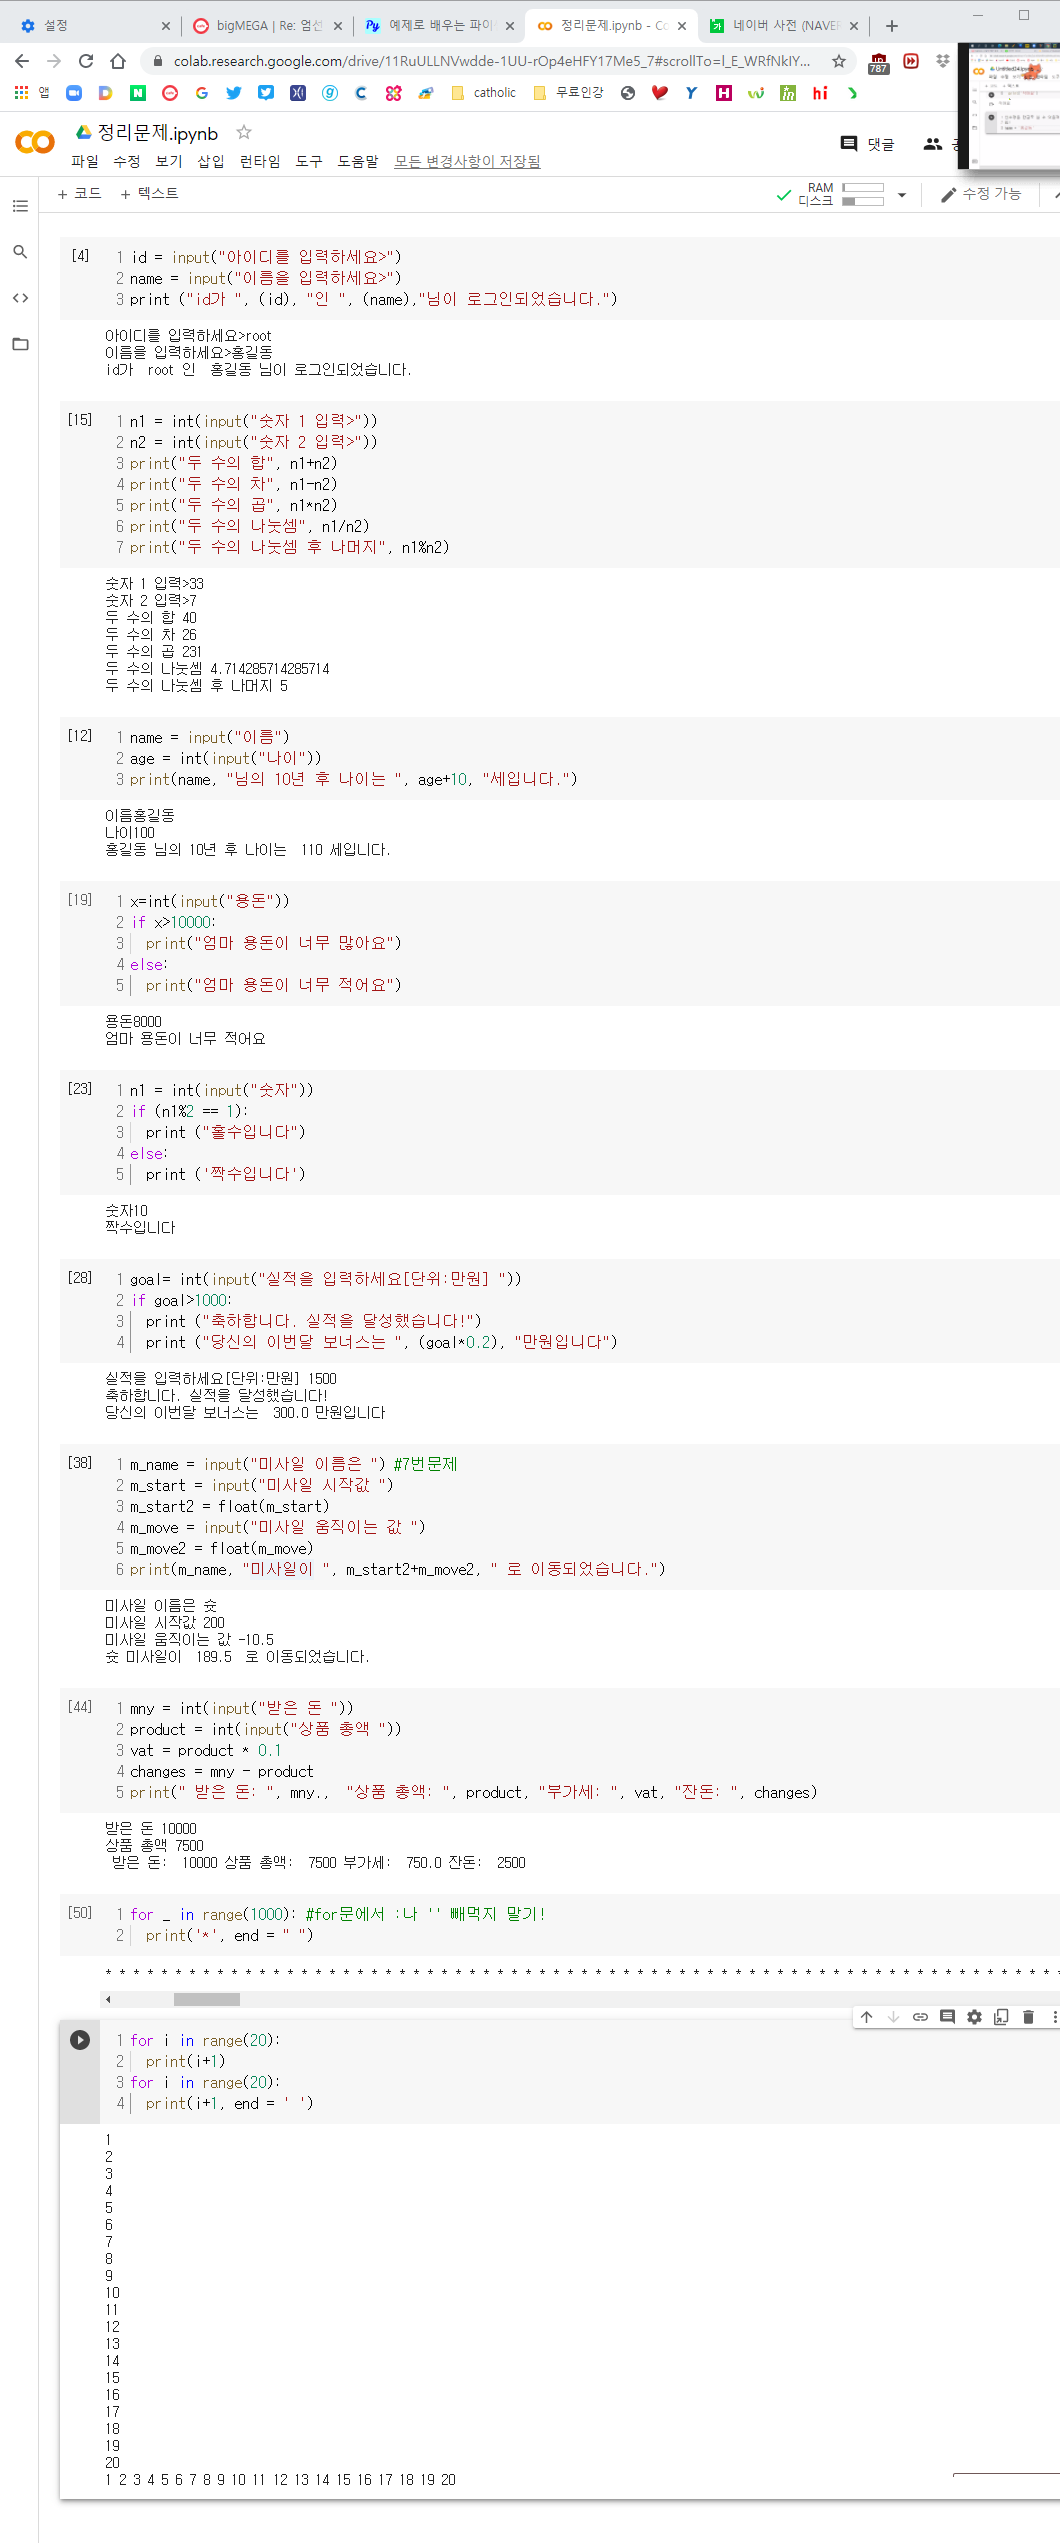 설정
bigMEGA | Re: 엄선
예제로 배우는 파이
정리문제.ipynb - Co
네이버 사전 (NAVER
colab.research.google.com/drive/11RuULLNVwdde-1UU-rOp4eHFY17Me5_7#scrollTo=l_E_WRfNkIY...
787
앱 catholic 무료인강
정리문제.ipynb
댓글
파일 수정 보기 삽입 런타임 도구 도움말 모든 변경사항이 저장됨
+ 코드 + 텍스트
RAM
디스크
수정 가능
[4]
1 id = input("아이디를 입력하세요>")
2 name = input("이름을 입력하세요>")
3 print ("id가 ", (id), "인 ", (name),"님이 로그인되었습니다.")
아이디를 입력하세요>root
이름을 입력하세요>홍길동
id가  root 인  홍길동 님이 로그인되었습니다.
[15]
1 n1 = int(input("숫자 1 입력>"))
2 n2 = int(input("숫자 2 입력>"))
3 print("두 수의 합", n1+n2)
4 print("두 수의 차", n1-n2)
5 print("두 수의 곱", n1*n2)
6 print("두 수의 나눗셈", n1/n2)
7 print("두 수의 나눗셈 후 나머지", n1%n2)
숫자 1 입력>33
숫자 2 입력>7
두 수의 합 40
두 수의 차 26
두 수의 곱 231
두 수의 나눗셈 4.714285714285714
두 수의 나눗셈 후 나머지 5
[12]
1 name = input("이름")
2 age = int(input("나이"))
3 print(name, "님의 10년 후 나이는 ", age+10, "세입니다.")
이름홍길동
나이100
홍길동 님의 10년 후 나이는  110 세입니다.
[19]
1 x=int(input("용돈"))
2 if x>10000:
3 print("엄마 용돈이 너무 많아요")
4 else:
5 print("엄마 용돈이 너무 적어요")
용돈8000
엄마 용돈이 너무 적어요
[23]
1 n1 = int(input("숫자"))
2 if (n1%2 == 1):
3 print ("홀수입니다")
4 else:
5 print ('짝수입니다')
숫자10
짝수입니다
[28]
1 goal= int(input("실적을 입력하세요[단위:만원] "))
2 if goal>1000:
3 print ("축하합니다. 실적을 달성했습니다!")
4 print ("당신의 이번달 보너스는 ", (goal*0.2), "만원입니다")
실적을 입력하세요[단위:만원] 1500
축하합니다. 실적을 달성했습니다!
당신의 이번달 보너스는  300.0 만원입니다
[38]
1 m_name = input("미사일 이름은 ") #7번문제
2 m_start = input("미사일 시작값 ")
3 m_start2 = float(m_start)
4 m_move = input("미사일 움직이는 값 ")
5 m_move2 = float(m_move)
6 print(m_name, "미사일이 ", m_start2+m_move2, " 로 이동되었습니다.")
미사일 이름은 슛
미사일 시작값 200
미사일 움직이는 값 -10.5
슛 미사일이  189.5  로 이동되었습니다.
[44]
1 mny = int(input("받은 돈 "))
2 product = int(input("상품 총액 "))
3 vat = product * 0.1
4 changes = mny - product
5 print(" 받은 돈: ", mny.,  "상품 총액: ", product, "부가세: ", vat, "잔돈: ", changes)
받은 돈 10000
상품 총액 7500
 받은 돈:  10000 상품 총액:  7500 부가세:  750.0 잔돈:  2500
[50]
1 for _ in range(1000): #for문에서 :나 '' 빼먹지 말기!
2 print('*', end = " ")
* * * * * * * * * * * * * * * * * * * * * * * * * * * * * * * * * * * * * * * * * * * * * * * * * * * * * * * * * * * * * * * * * * * *
1 for i in range(20):
2 print(i+1)
3 for i in range(20):
4 print(i+1, end = ' ')
1
2
3
4
5
6
7
8
9
10
11
12
13
14
15
16
17
18
19
20
1 2 3 4 5 6 7 8 9 10 11 12 13 14 15 16 17 18 19 20